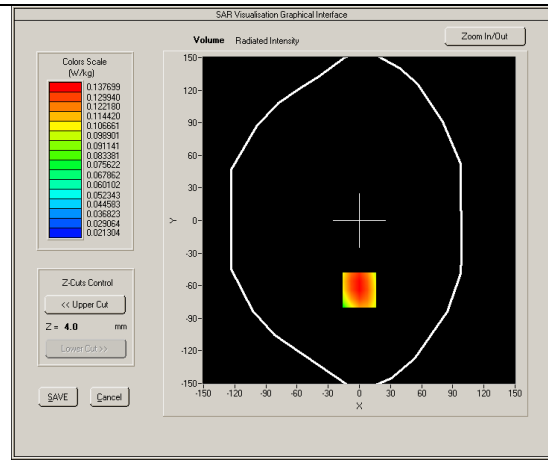 SAR Visualisation Graphical Interface
Volume Radiated Intensity
Zoom In/Out
Colors Scale
(W/kg)
0.137699
0.129940
0.122180
0.114420
0.106661
0.098901
0.091141
0.083381
0.075622
0.067862
0.060102
0.052343
0.044583
0.036823
0.029064
0.021304
Z-Cuts Control
<< Upper Cut
Z = 4.0 mm
Lower Cut >>
SAVE Cancel
150-
120-
90-
60-
30-
0-
-30-
-60-
-90-
-120-
-150-
Y
-150 -120 -90 -60 -30 0 30 60 90 120 150
X